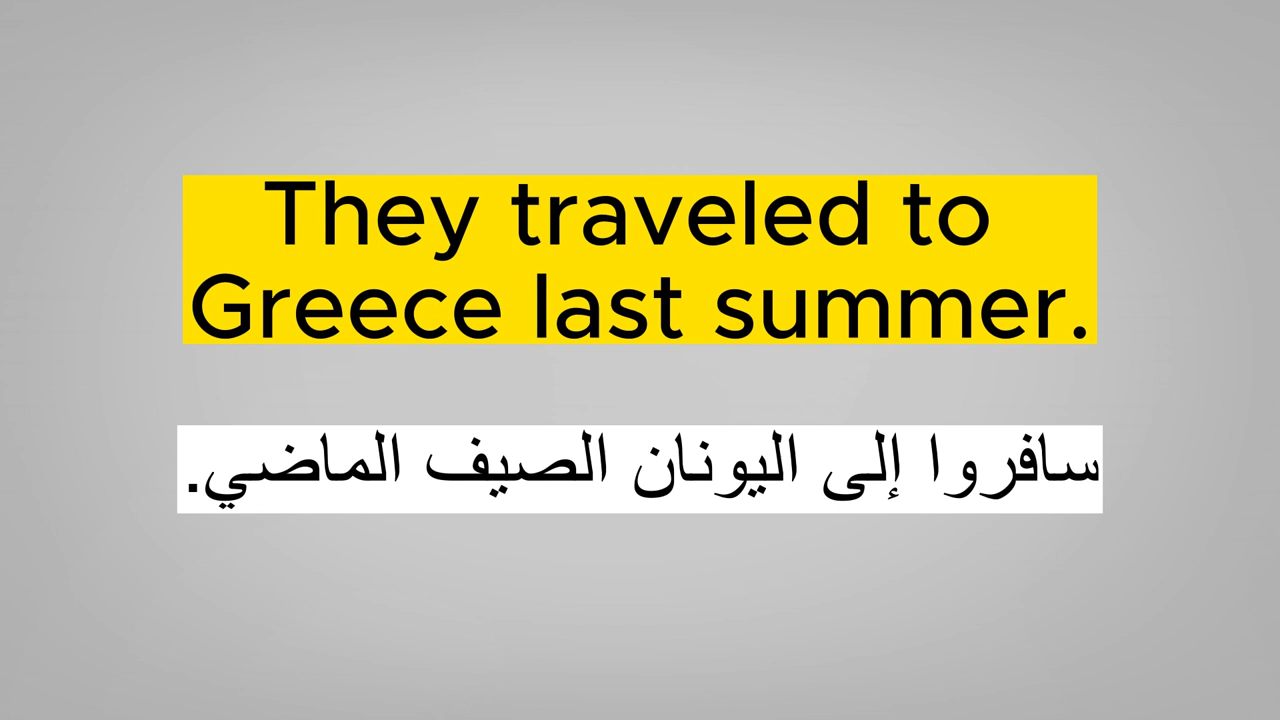 They traveled to
Greece last summer.
سافروا إلى اليونان الصيف الماضي.